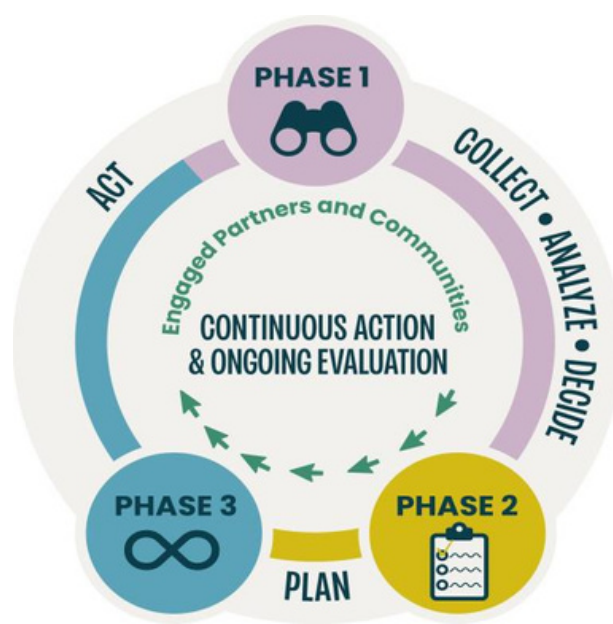 PHASE 1
COLLECT • ANALYZE • DECIDE
PHASE 2
PLAN
PHASE 3
ACT
Engaged Partners and Communities
CONTINUOUS ACTION
& ONGOING EVALUATION